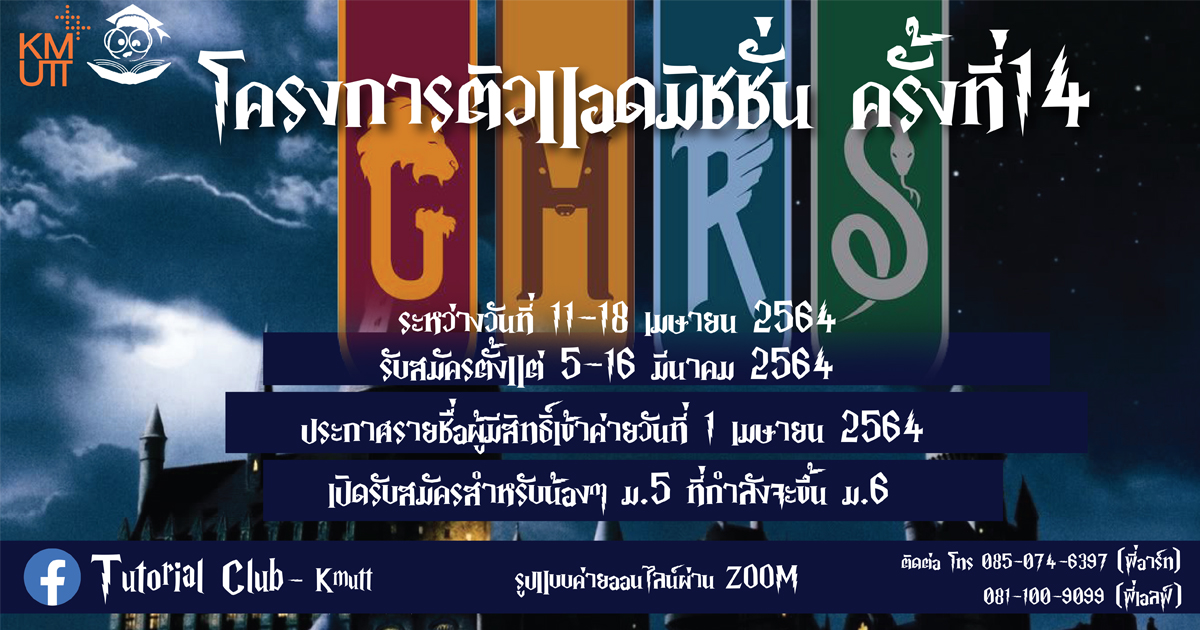 KM
UTT
โครงการติวแอดมิชชั่น ครั้งที่14
G H R S
ระหว่างวันที่ 11-18 เมษายน 2564
รับสมัครตั้งแต่ 5-16 มีนาคม 2564
ประกาศรายชื่อผู้มีสิทธิ์เข้าค่ายวันที่ 1 เมษายน 2564
เปิดรับสมัครสำหรับน้องๆ ม.5 ที่กำลังจะขึ้น ม.6
f Tutorial Club - Kmutt
รูปแบบค่ายออนไลน์ผ่าน ZOOM
ติดต่อ โทร 085-074-6397 (พี่อาร์ท)
081-100-9099 (พี่เอลฟ์)